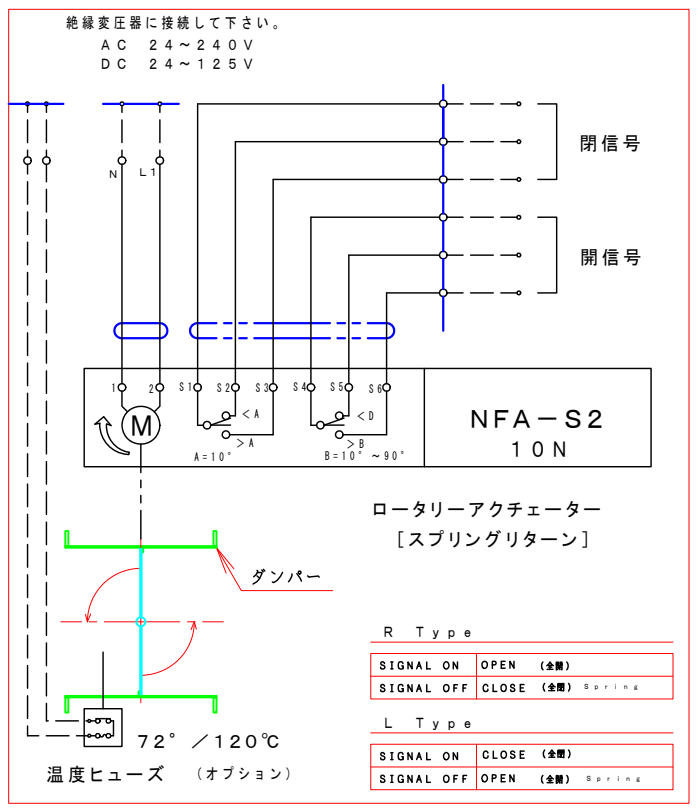 絶縁変圧器に接続して下さい。
AC 24~240V
DC 24~125V
閉信号
開信号
N
L1
1
2
S1
S2
S3
S4
S5
S6
M
<A
>A
A=10°
<D
>B
B=10° ~90°
NFA-S2
10N
ロータリーアクチェーター
[スプリングリターン]
ダンパー
R Type
SIGNAL ON OPEN (全開)
SIGNAL OFF CLOSE (全閉) Spring
L Type
SIGNAL ON CLOSE (全閉)
SIGNAL OFF OPEN (全開) Spring
72° /120℃
温度ヒューズ (オプション)